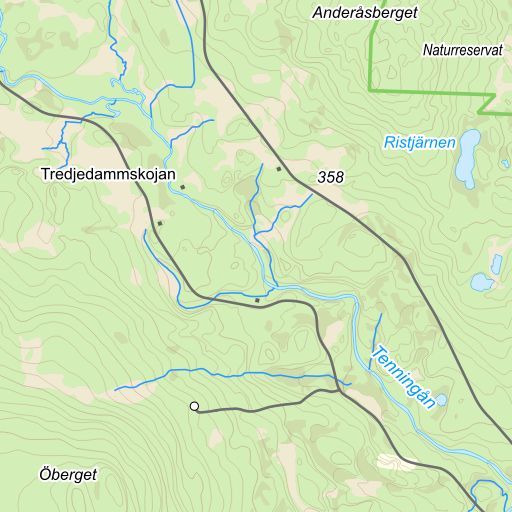 Anderåsberget
Naturreservat
Ristjärnen
Tredjedammskojan
358
Tenningån
Öberget